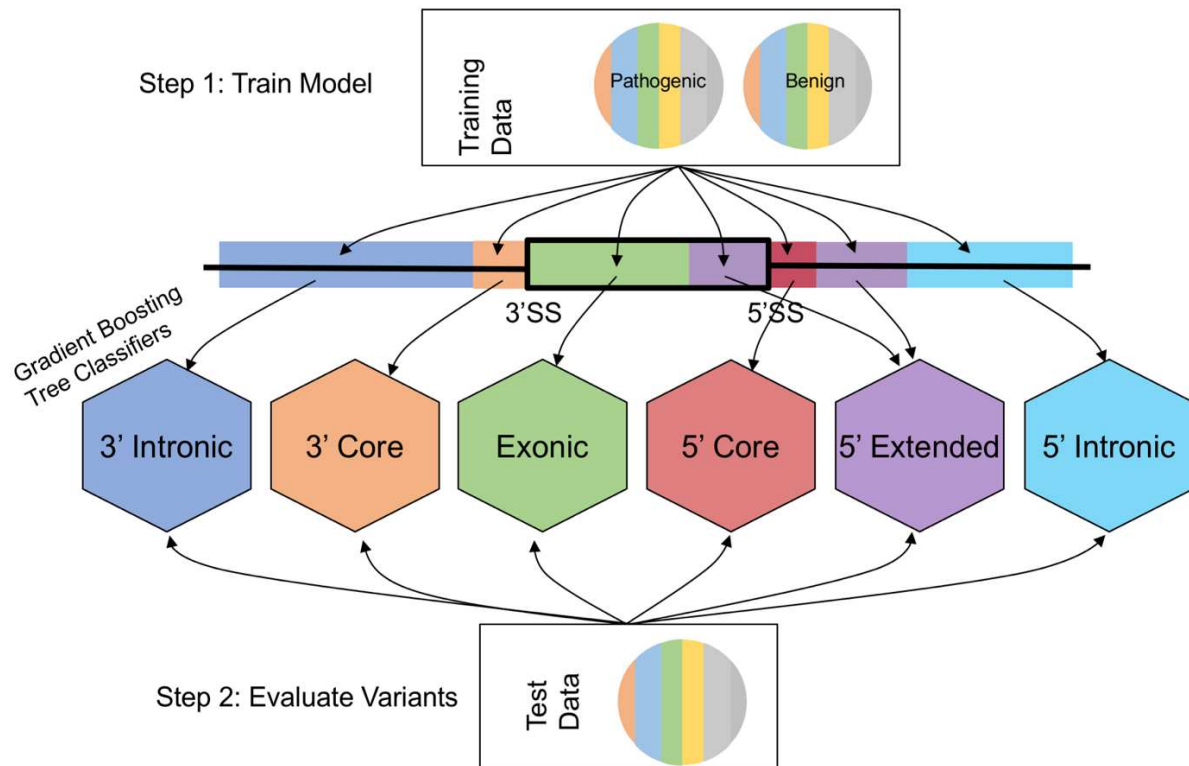 Step 1: Train Model
Training
Data
Pathogenic
Benign
3'SS
5'SS
Gradient Boosting
Tree Classifiers
3' Intronic
3' Core
Exonic
5' Core
5' Extended
5' Intronic
Step 2: Evaluate Variants
Test
Data